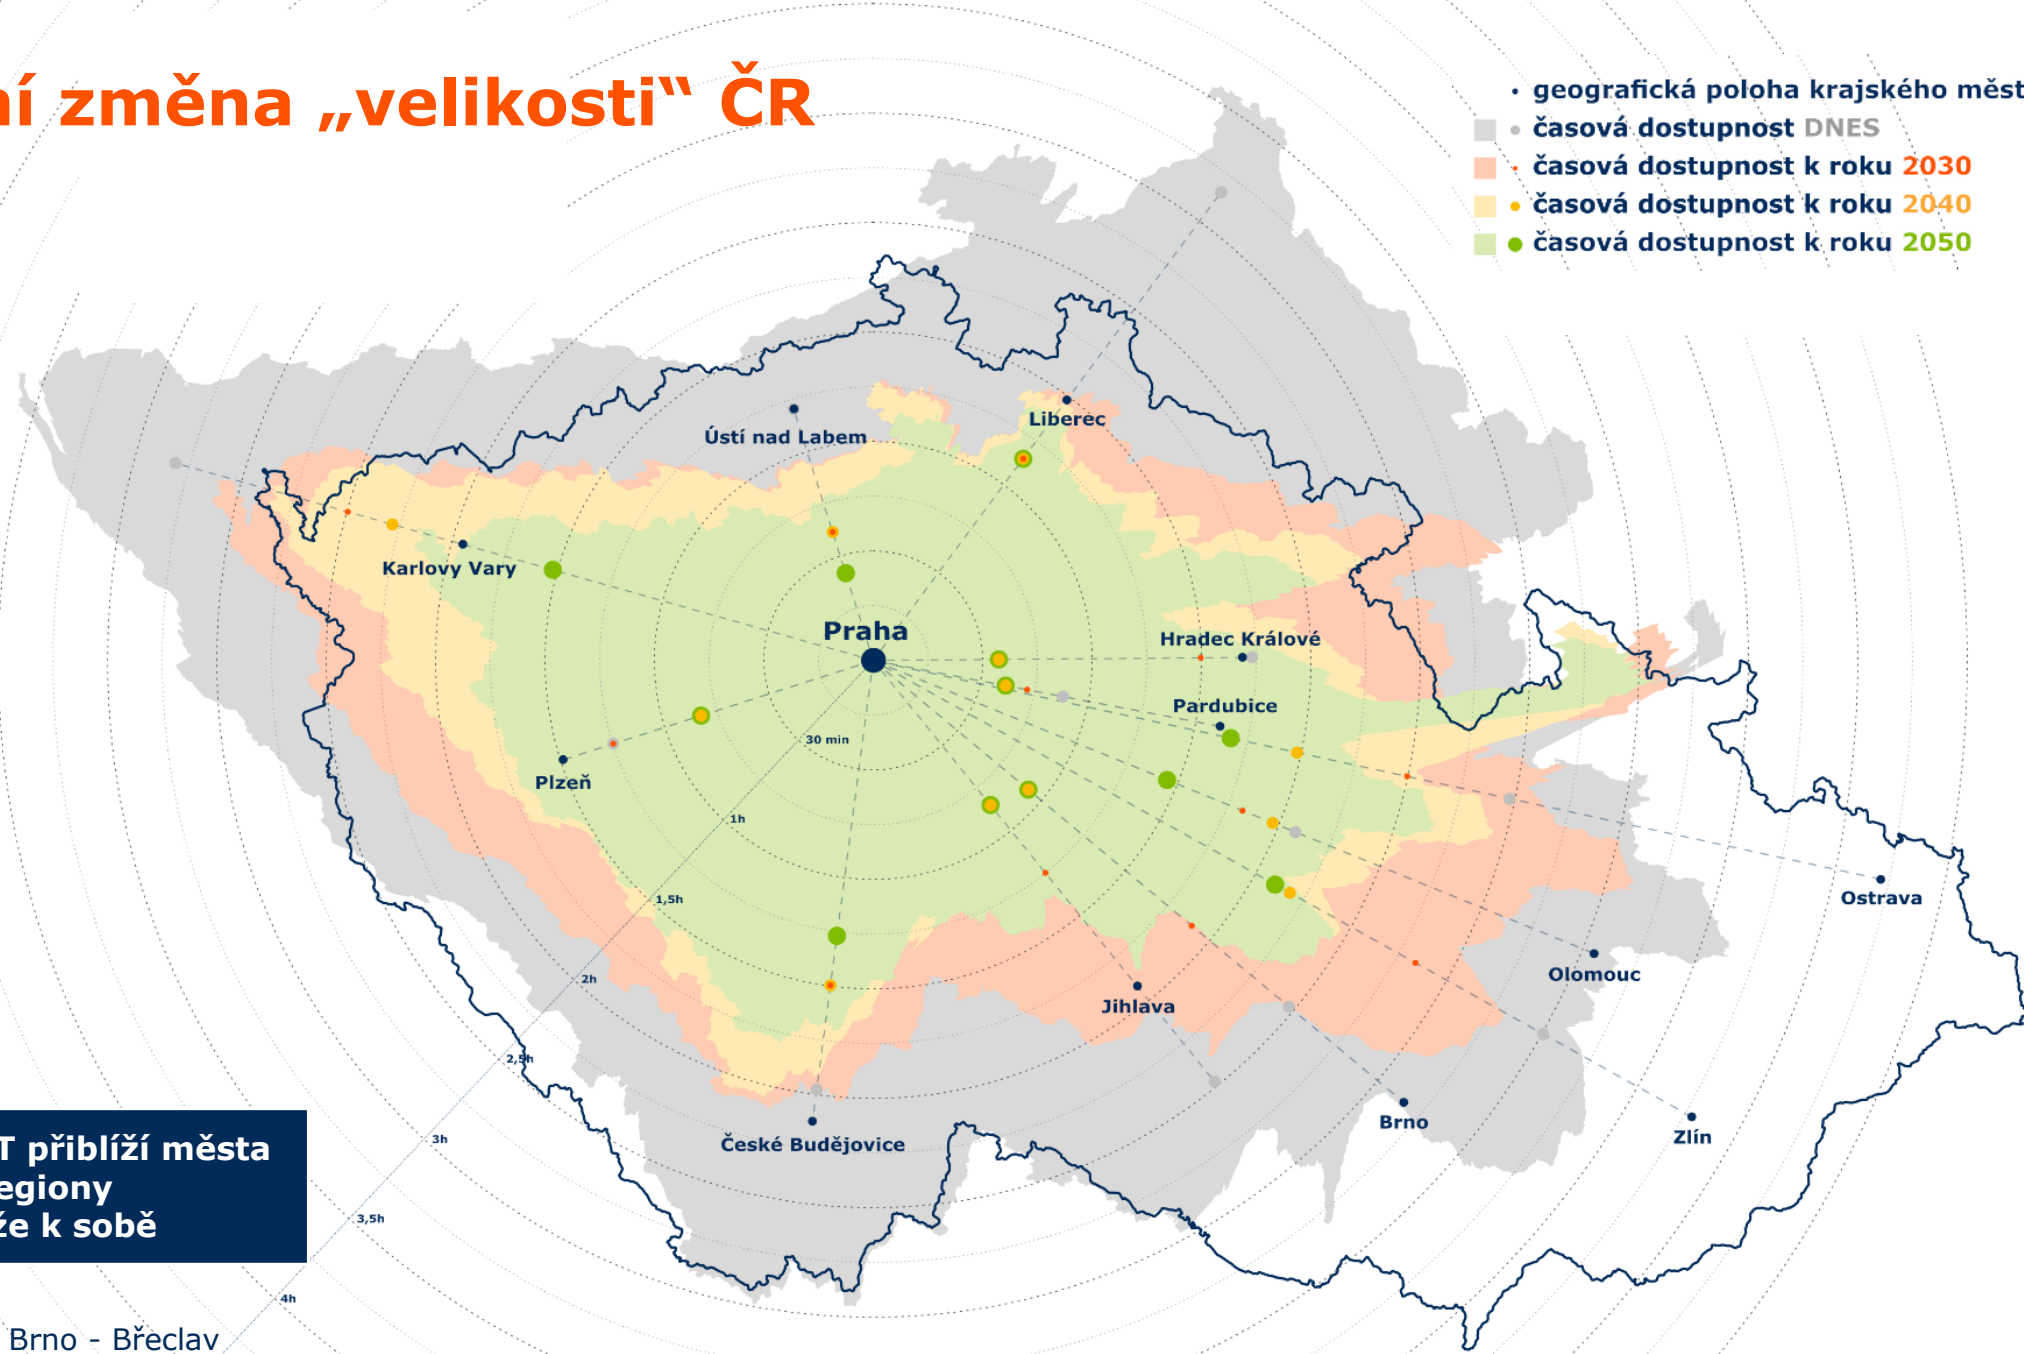 ní změna „velikosti“ ČR
geografická poloha krajského měst
časová dostupnost DNES
časová dostupnost k roku 2030
časová dostupnost k roku 2040
časová dostupnost k roku 2050
Liberec
Ústí nad Labem
Karlovy Vary
Praha
Hradec Králové
Pardubice
Plzeň
30 min
1h
1,5h
Ostrava
2h
Olomouc
Jihlava
2,5h
Brno
Zlín
České Budějovice
3h
T přiblíží města
egiony
že k sobě
3,5h
4h
Brno - Břeclav